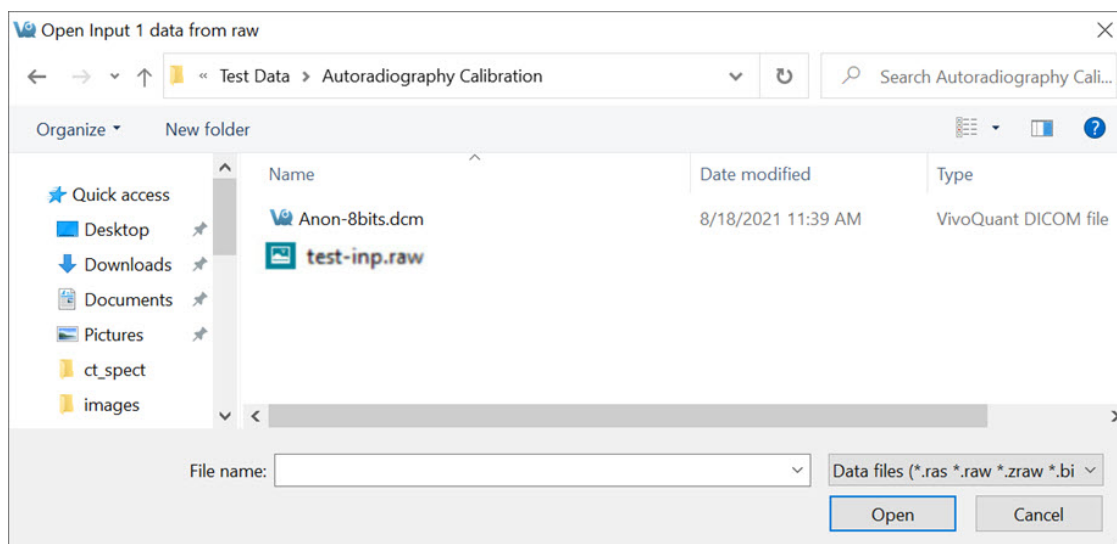 Open Input 1 data from raw
« Test Data > Autoradiography Calibration
Search Autoradiography Cali...
Organize
New folder
Name Date modified Type
Quick access
Desktop
Downloads
Documents
Pictures
ct_spect
images
Anon-8bits.dcm 8/18/2021 11:39 AM VivoQuant DICOM file
test-inp.raw
File name:
Data files (*.ras *.raw *.zraw *.bi
Open Cancel